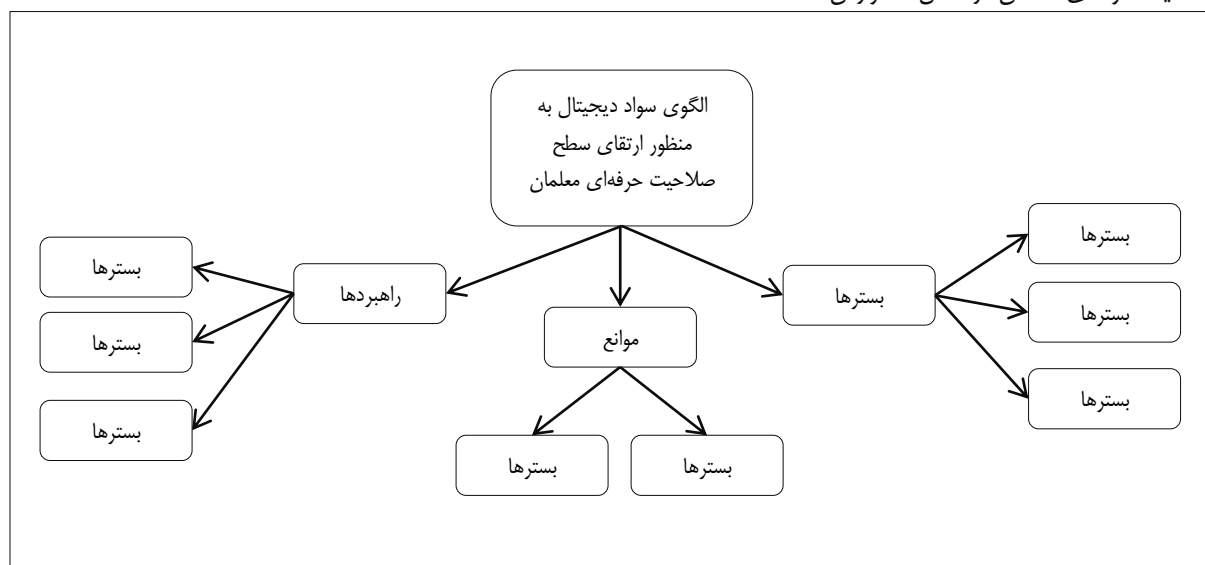 الگوی سواد دیجیتال به
منظور ارتقای سطح
صلاحیت حرفه‌ای معلمان
بسترها
بسترها
بسترها
بسترها
موانع
بسترها
بسترها
راهبردها
بسترها
بسترها
بسترها